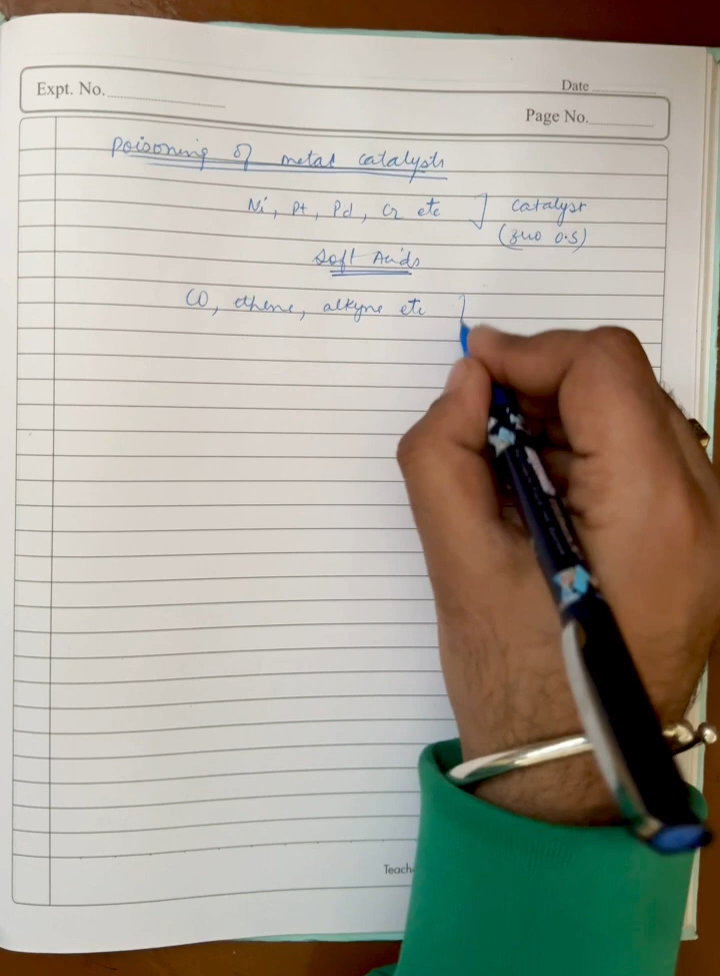 Expt. No.
Date
Page No.
Poisoning of metal catalysts
Ni, Pt, Pd, Cr etc ] catalyst
(zero o.s)
Soft Acids
CO, ethene, alkyne etc ]
Teach